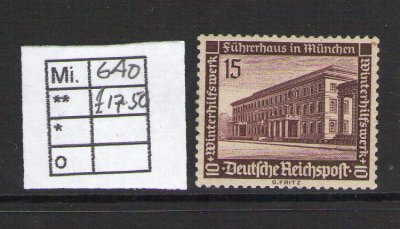 Mi. 640
** £17.50
*
o
Führerhaus in München
15
10+Winterhilfswerk
Winterhilfswerk+10
Deutsche Reichspost
G.FRITZ